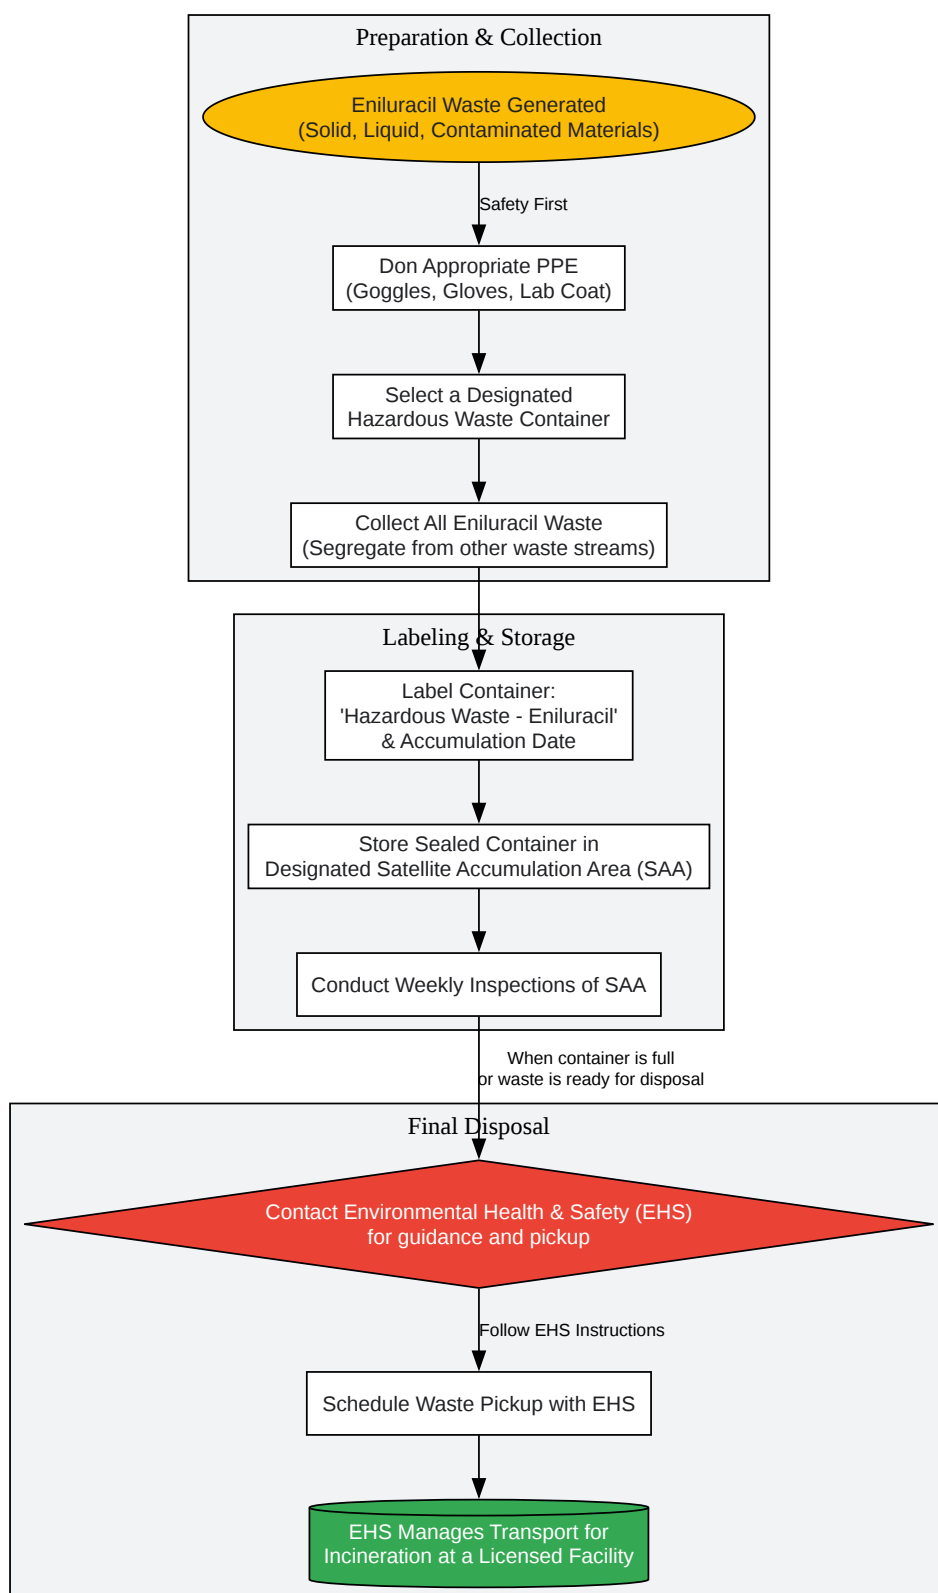 Preparation & Collection
Eniluracil Waste Generated
(Solid, Liquid, Contaminated Materials)
Safety First
Don Appropriate PPE
(Goggles, Gloves, Lab Coat)
Select a Designated
Hazardous Waste Container
Collect All Eniluracil Waste
(Segregate from other waste streams)
Labeling & Storage
Label Container:
'Hazardous Waste - Eniluracil'
& Accumulation Date
Store Sealed Container in
Designated Satellite Accumulation Area (SAA)
Conduct Weekly Inspections of SAA
When container is full
or waste is ready for disposal
Final Disposal
Contact Environmental Health & Safety (EHS)
for guidance and pickup
Follow EHS Instructions
Schedule Waste Pickup with EHS
EHS Manages Transport for
Incineration at a Licensed Facility